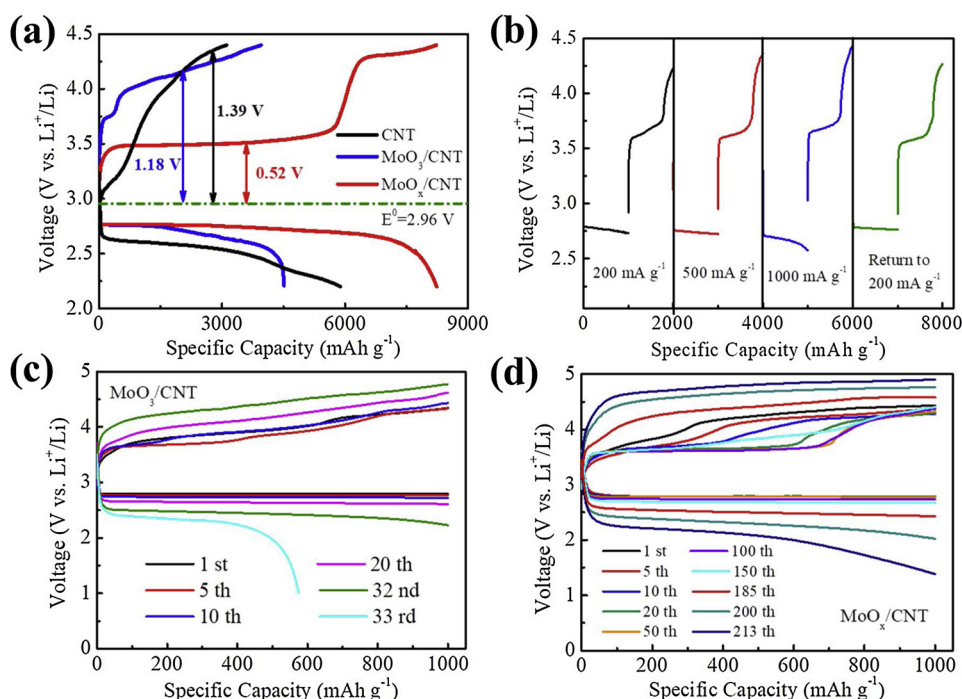 (a)
4.5
4.0
3.5
3.0
2.5
2.0
Voltage (V vs. Li⁺/Li)
1.39 V
1.18 V
0.52 V
CNT
MoO₃/CNT
MoOₓ/CNT
E⁰=2.96 V
0 3000 6000 9000
Specific Capacity (mAh g⁻¹)
(b)
4.5
4.0
3.5
3.0
2.5
Voltage (V vs. Li⁺/Li)
200 mA g⁻¹
500 mA g⁻¹
1000 mA g⁻¹
Return to
200 mA g⁻¹
0 2000 4000 6000 8000
Specific Capacity (mAh g⁻¹)
(c)
MoO₃/CNT
5
4
3
2
1
0
Voltage (V vs. Li⁺/Li)
1 st
5 th
10 th
20 th
32 nd
33 rd
0 200 400 600 800 1000
Specific Capacity (mAh g⁻¹)
(d)
5
4
3
2
1
0
Voltage (V vs. Li⁺/Li)
1 st
5 th
10 th
20 th
50 th
100 th
150 th
185 th
200 th
213 th
MoOₓ/CNT
0 200 400 600 800 1000
Specific Capacity (mAh g⁻¹)